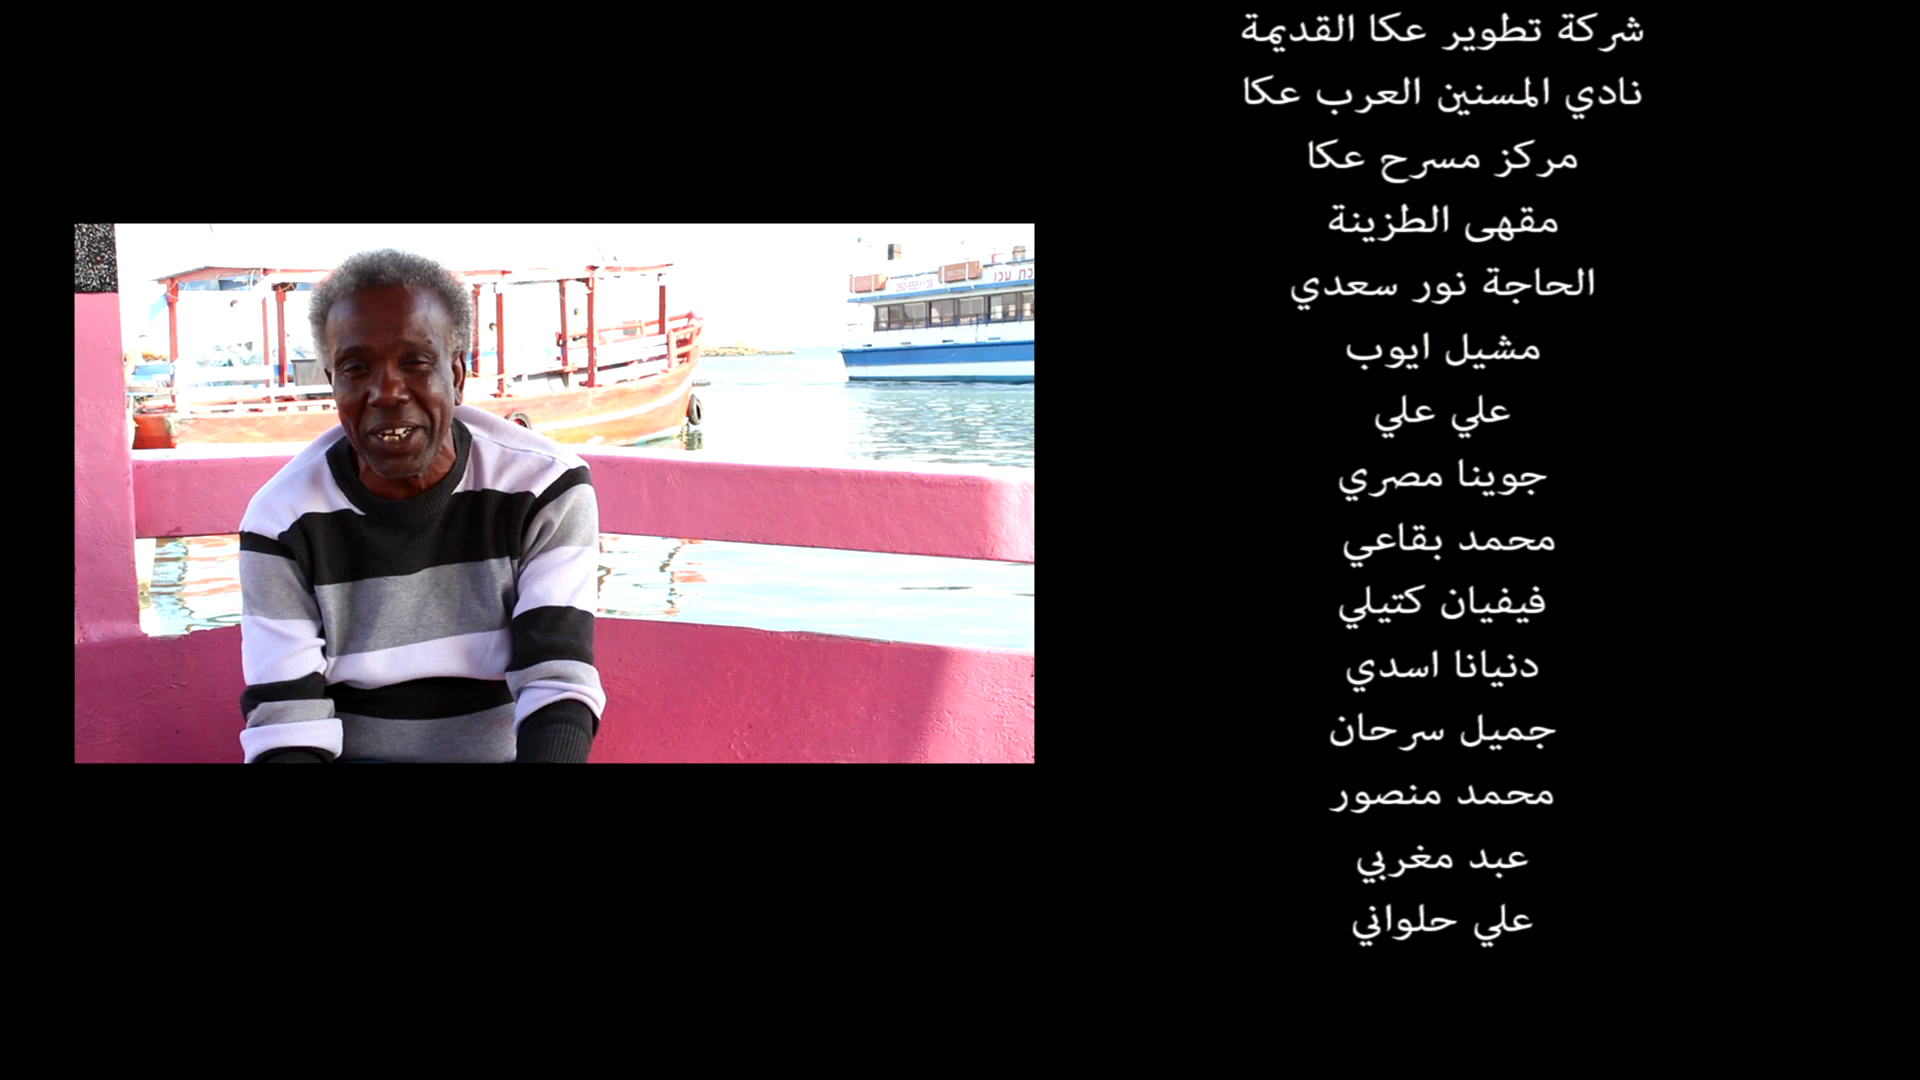 شركة تطوير عكا القديمة
نادي المسنين العرب عكا
مركز مسرح عكا
مقهى الطزينة
الحاجة نور سعدي
مشيل ايوب
علي علي
جوينا مصري
محمد بقاعي
فيفيان كتيلي
دنيانا اسدي
جميل سرحان
محمد منصور
عبد مغربي
علي حلواني